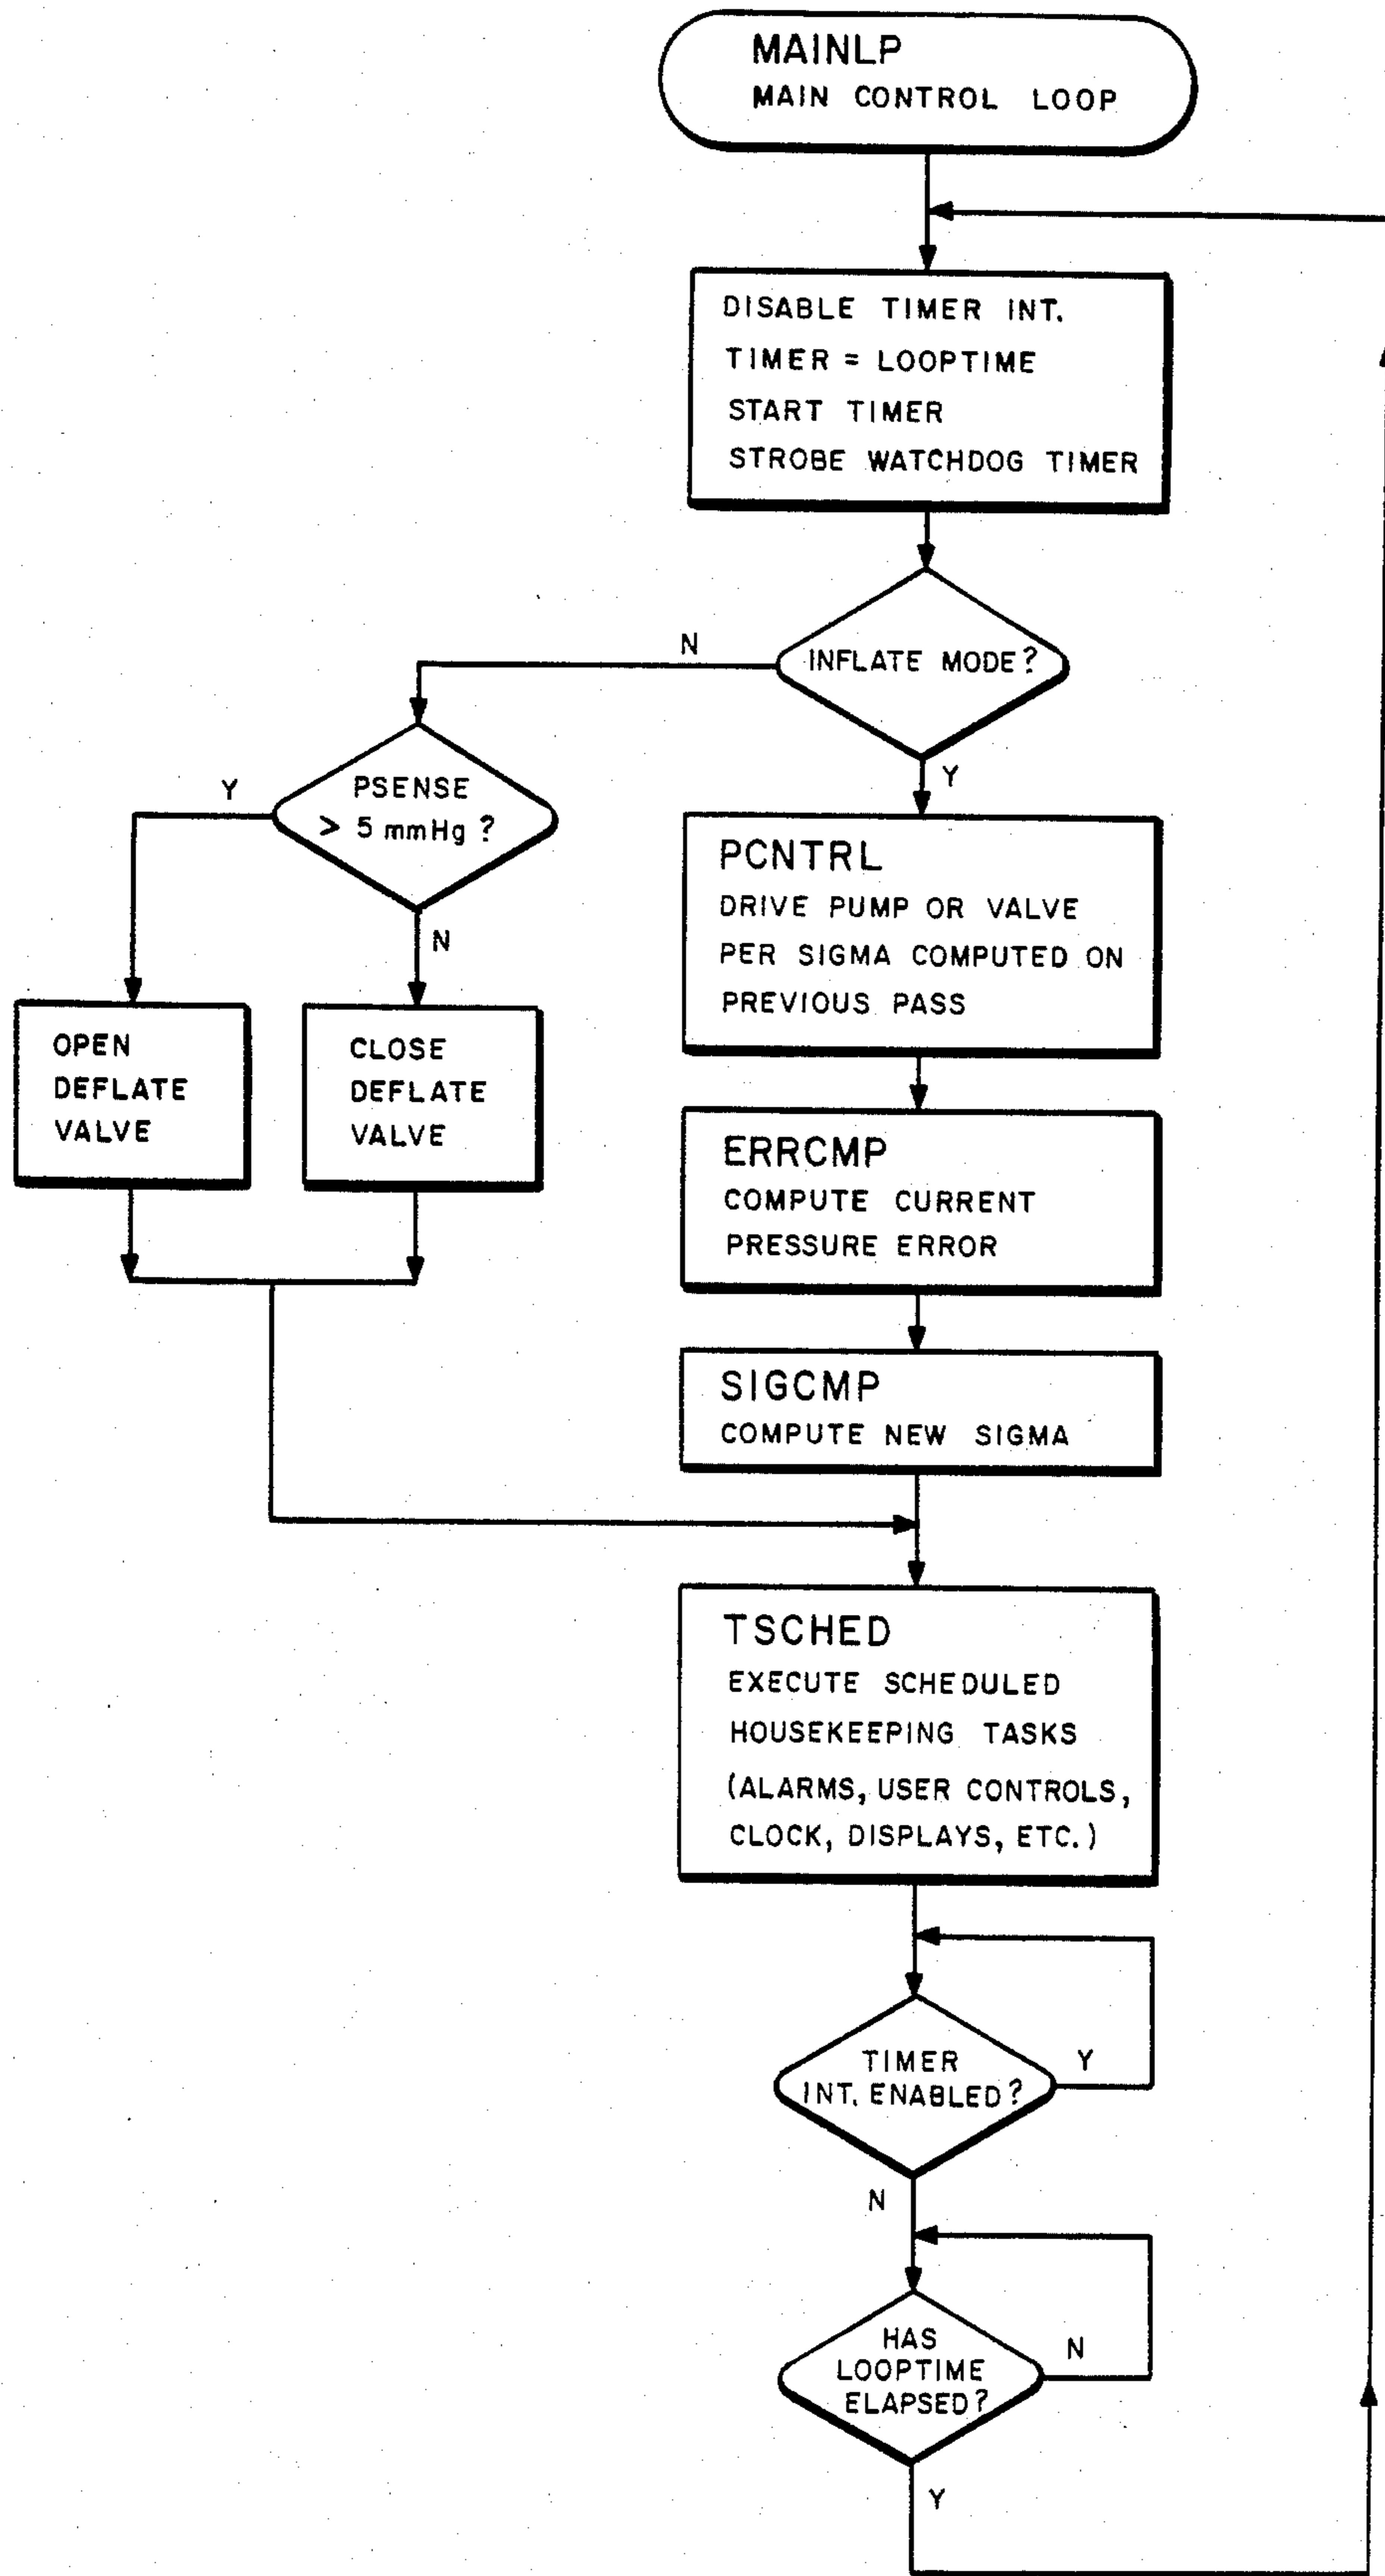 MAINLP
MAIN CONTROL LOOP
DISABLE TIMER INT.
TIMER = LOOPTIME
START TIMER
STROBE WATCHDOG TIMER
INFLATE MODE?
N
Y
PSENSE
> 5 mmHg ?
Y
N
OPEN
DEFLATE
VALVE
CLOSE
DEFLATE
VALVE
PCNTRL
DRIVE PUMP OR VALVE
PER SIGMA COMPUTED ON
PREVIOUS PASS
ERRCMP
COMPUTE CURRENT
PRESSURE ERROR
SIGCMP
COMPUTE NEW SIGMA
TSCHED
EXECUTE SCHEDULED
HOUSEKEEPING TASKS
(ALARMS, USER CONTROLS,
CLOCK, DISPLAYS, ETC.)
TIMER
INT. ENABLED?
Y
N
HAS
LOOPTIME
ELAPSED?
N
Y